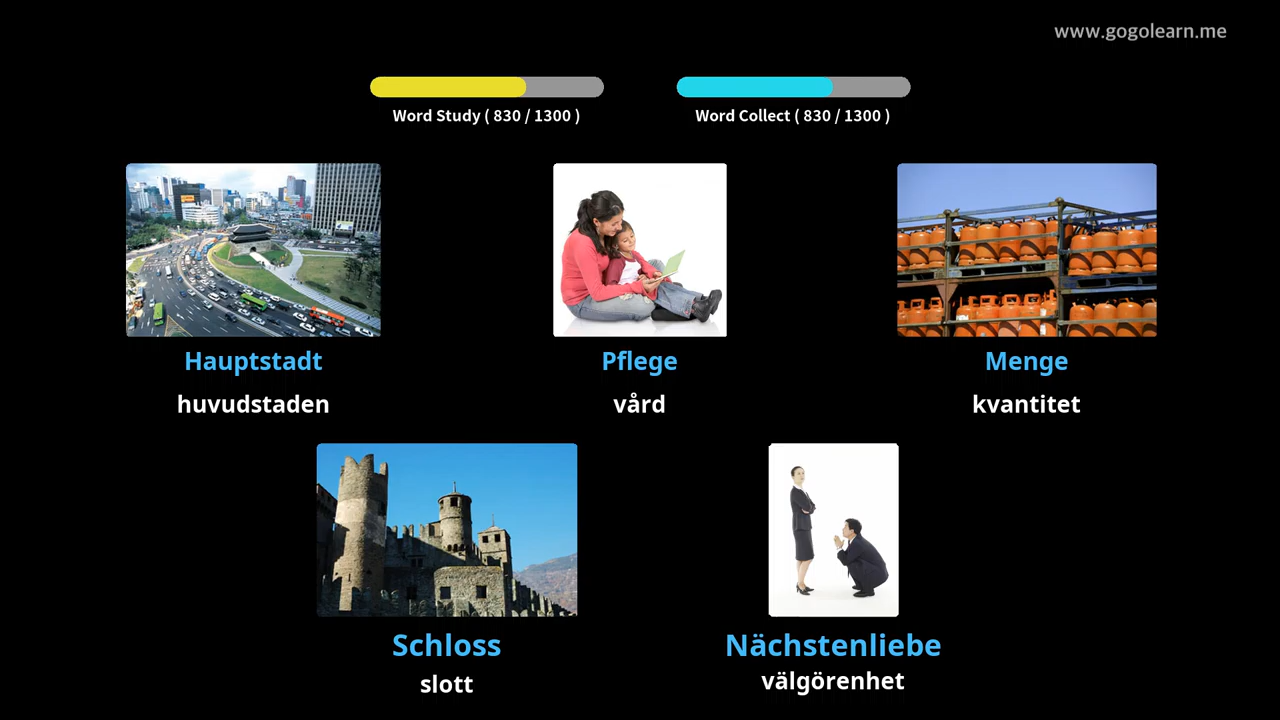 www.gogolearn.me
Word Study ( 830 / 1300 )
Word Collect ( 830 / 1300 )
Hauptstadt
Pflege
Menge
huvudstaden
vård
kvantitet
Schloss
Nächstenliebe
slott
välgörenhet